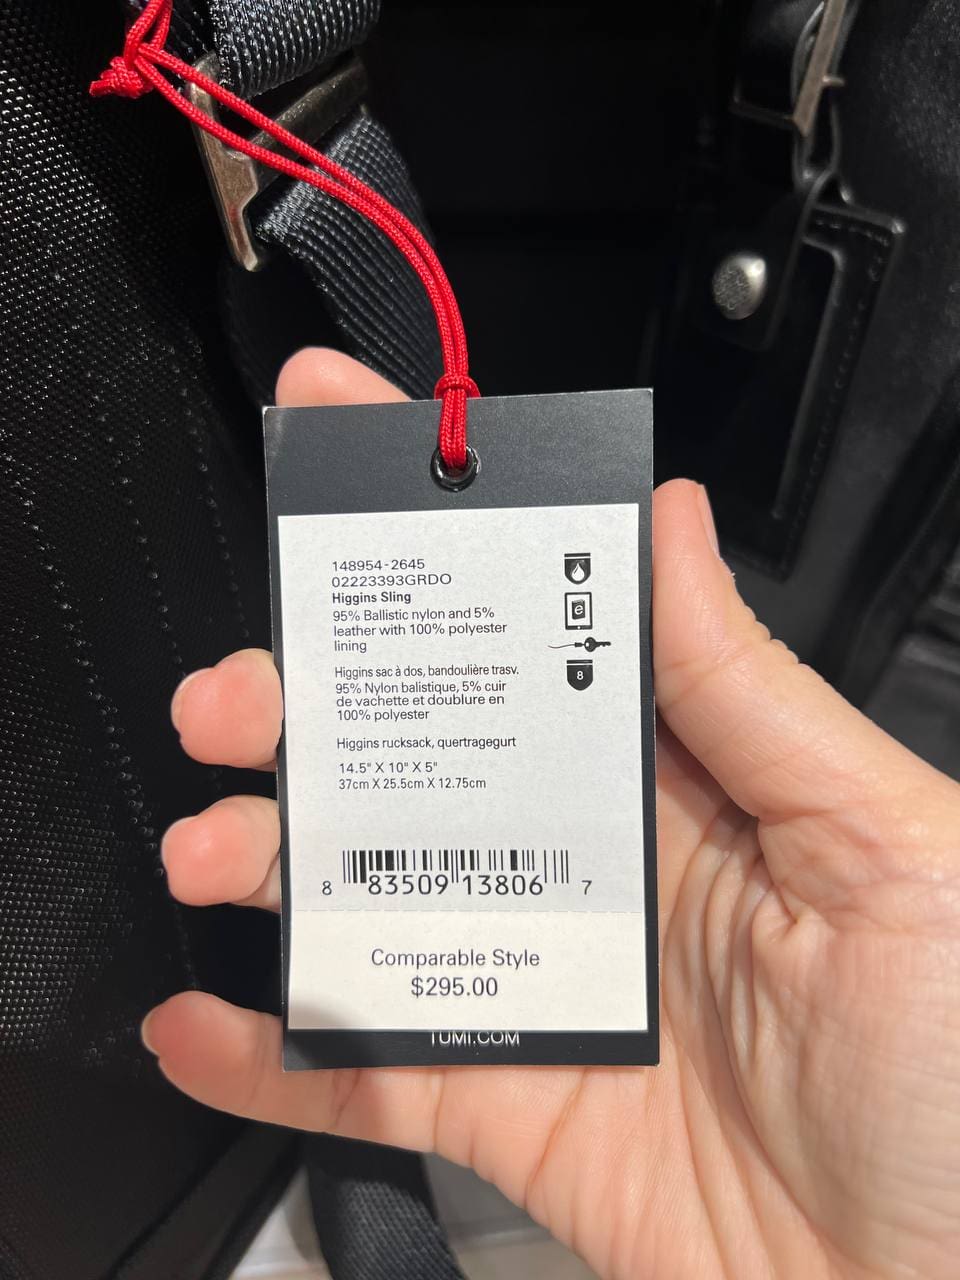 148954-2645
02223393GRDO
Higgins Sling
95% Ballistic nylon and 5%
leather with 100% polyester
lining
e
8
Higgins sac à dos, bandoulière trasv.
95% Nylon balistique, 5% cuir
de vachette et doublure en
100% polyester
Higgins rucksack, quertragegurt
14.5" X 10" X 5"
37cm X 25.5cm X 12.75cm
8 83509 13806 7
Comparable Style
$295.00
TUMI.COM